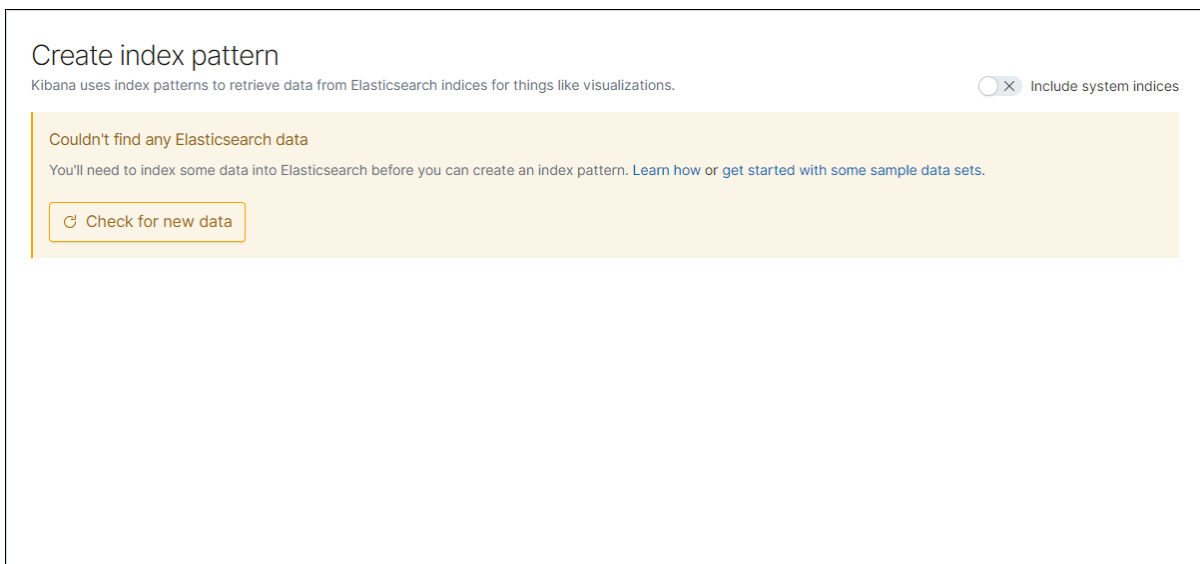 Create index pattern
Kibana uses index patterns to retrieve data from Elasticsearch indices for things like visualizations.
Include system indices
Couldn't find any Elasticsearch data
You'll need to index some data into Elasticsearch before you can create an index pattern. Learn how or get started with some sample data sets.
Check for new data